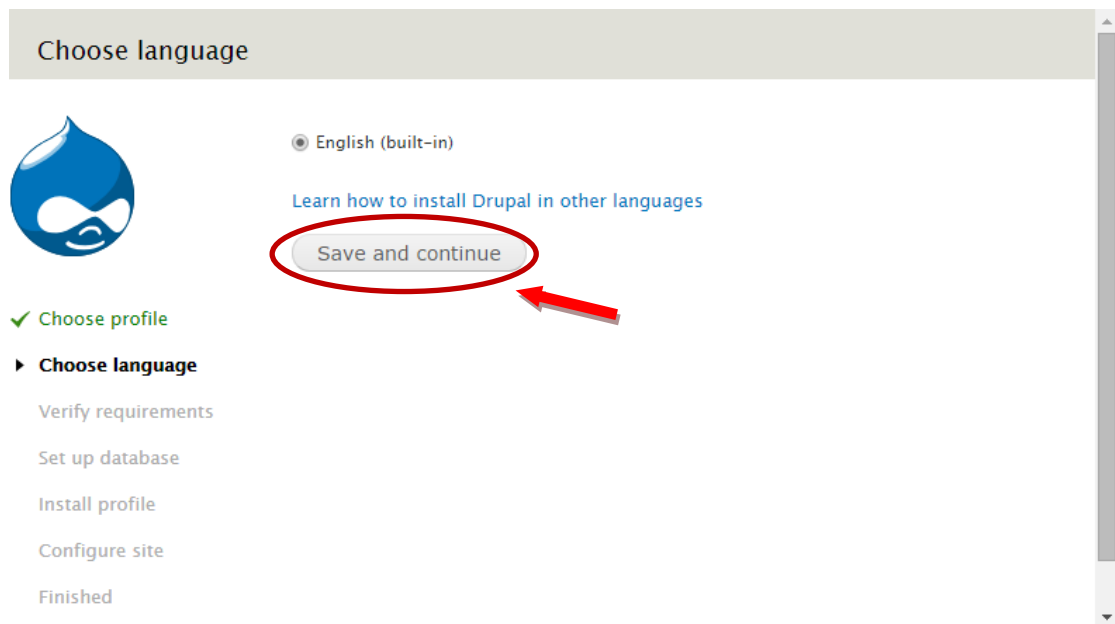 Choose language
English (built-in)
Learn how to install Drupal in other languages
Save and continue
Choose profile
Choose language
Verify requirements
Set up database
Install profile
Configure site
Finished